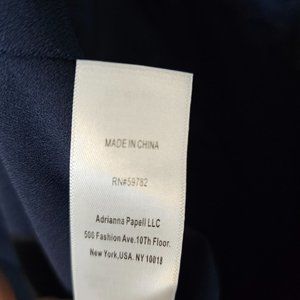 MADE IN CHINA
RN#59782
Adrianna Papell LLC
500 Fashion Ave.10Th Floor.
New York,USA. NY 10018